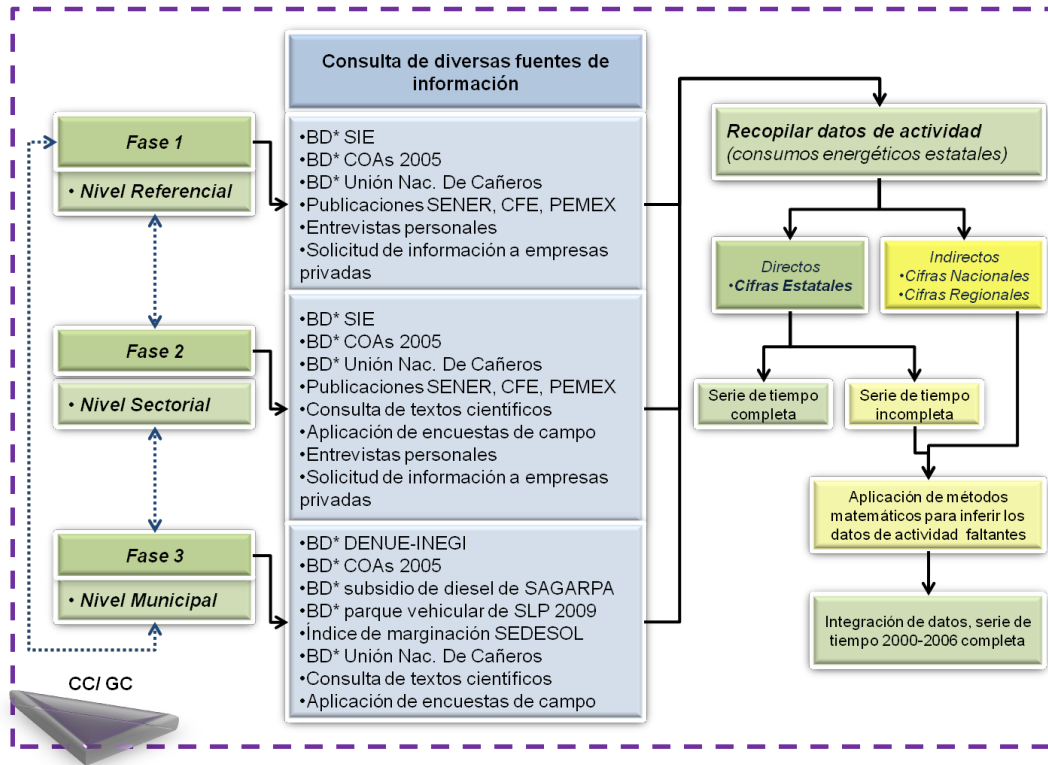 Consulta de diversas fuentes de
información
Fase 1
• Nivel Referencial
•BD* SIE
•BD* COAs 2005
•BD* Unión Nac. De Cañeros
•Publicaciones SENER, CFE, PEMEX
•Entrevistas personales
•Solicitud de información a empresas
privadas
Fase 2
• Nivel Sectorial
•BD* SIE
•BD* COAs 2005
•BD* Unión Nac. De Cañeros
•Publicaciones SENER, CFE, PEMEX
•Consulta de textos científicos
•Aplicación de encuestas de campo
•Entrevistas personales
•Solicitud de información a empresas
privadas
Fase 3
• Nivel Municipal
•BD* DENUE-INEGI
•BD* COAs 2005
•BD* subsidio de diesel de SAGARPA
•BD* parque vehicular de SLP 2009
•Índice de marginación SEDESOL
•BD* Unión Nac. De Cañeros
•Consulta de textos científicos
•Aplicación de encuestas de campo
Recopilar datos de actividad
(consumos energéticos estatales)
Directos
•Cifras Estatales
Indirectos
•Cifras Nacionales
•Cifras Regionales
Serie de tiempo
completa
Serie de tiempo
incompleta
Aplicación de métodos
matemáticos para inferir los
datos de actividad faltantes
Integración de datos, serie de
tiempo 2000-2006 completa
CC/ GC